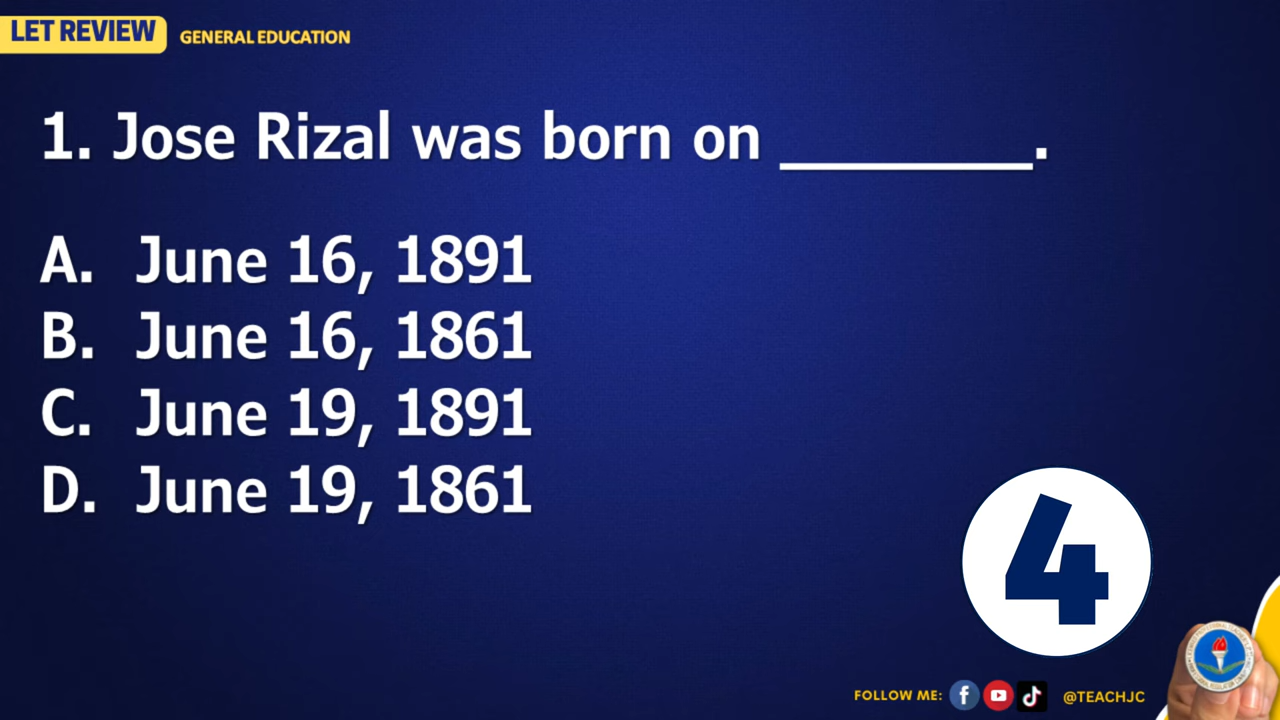 LET REVIEW GENERAL EDUCATION
1. Jose Rizal was born on ________.
A. June 16, 1891
B. June 16, 1861
C. June 19, 1891
D. June 19, 1861
4
FOLLOW ME: @TEACHJC